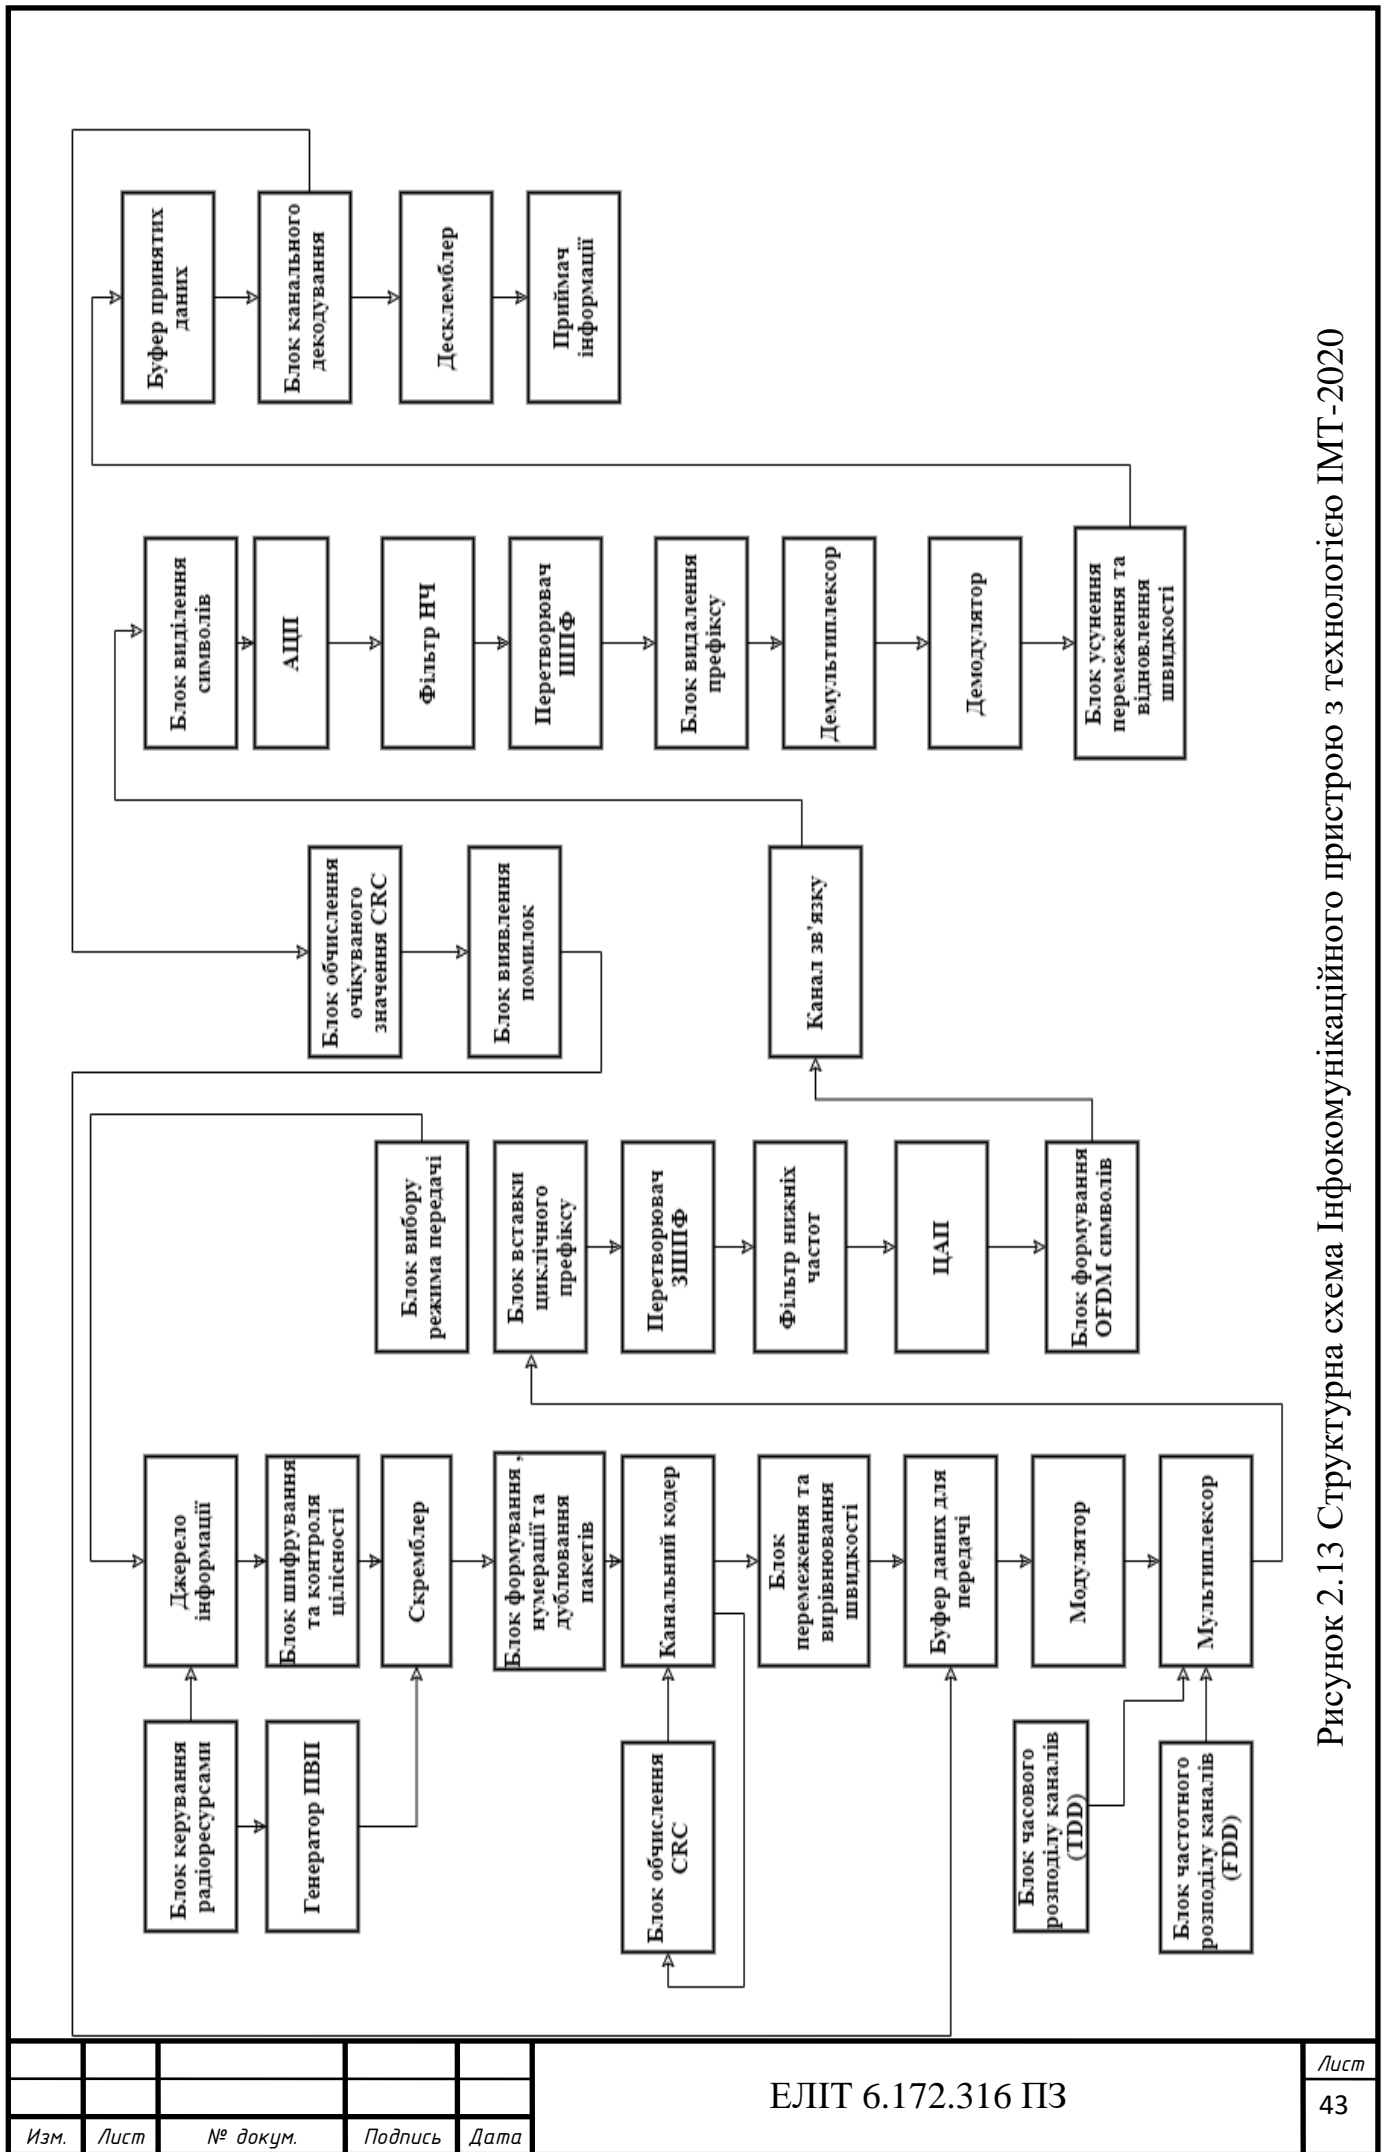 Блок керування
радіоресурсами
Генератор ПВП
Блок обчислення
CRC
Блок часового
розподілу каналів
(TDD)
Блок частотного
розподілу каналів
(FDD)
Джерело
інформації
Блок шифрування
та контроля
цілісності
Скремблер
Блок формування ,
нумерації та
дублювання
пакетів
Канальний кодер
Блок
перемеження та
вирівнювання
швидкості
Буфер даних для
передачі
Модулятор
Мультиплексор
Блок вибору
режима передачі
Блок вставки
циклічного
префіксу
Перетворювач
ЗШПФ
Фільтр нижніх
частот
ЦАП
Блок формування
OFDM символів
Блок обчислення
очікуваного
значення CRC
Блок виявлення
помилок
Канал зв'язку
Блок виділення
символів
АЦП
Фільтр НЧ
Перетворювач
ШПФ
Блок видалення
префіксу
Демультиплексор
Демодулятор
Блок усунення
перемеження та
відновлення
швидкості
Буфер принятих
даних
Блок канального
декодування
Десклемблер
Приймач
інформації
Рисунок 2.13 Структурна схема Інфокомунікаційного пристрою з технологією IMT-2020
Изм. Лист № докум. Подпись Дата
ЕЛІТ 6.172.316 ПЗ
Лист
43